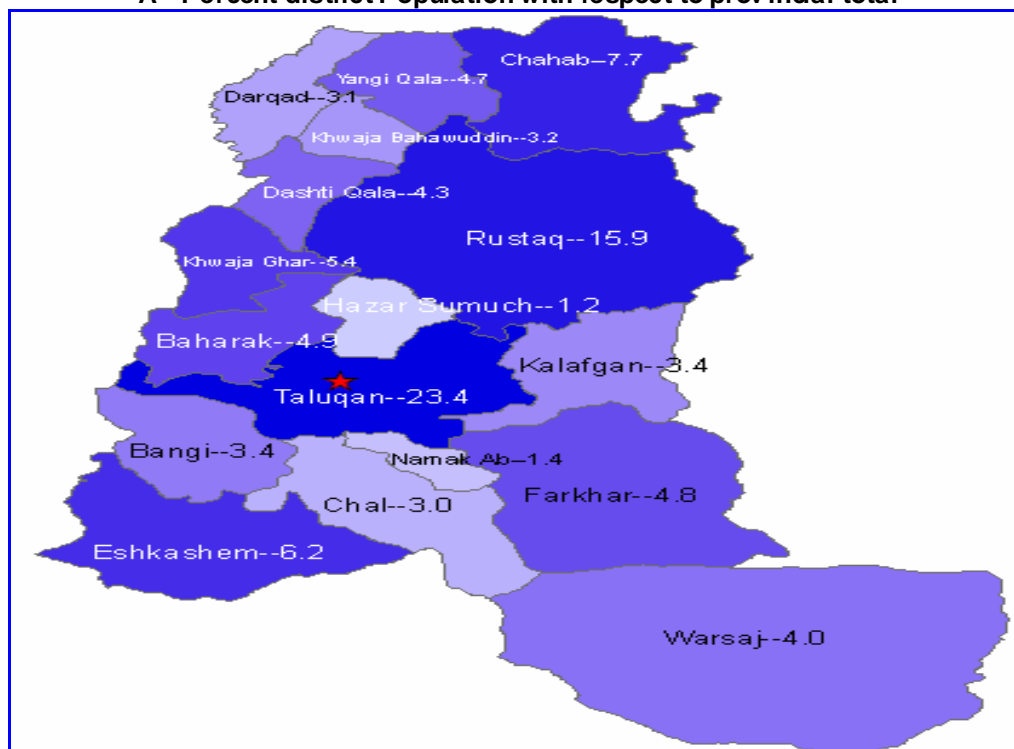 A - Percent district Population with respect to provincial total
Chahab--7.7
Yangi Qala--4.7
Darqad--3.1
Khwaja Bahawuddin--3.2
Dashti Qala--4.3
Rustaq--15.9
Khwaja Ghar--5.4
Hazar Sumuch--1.2
Baharak--4.9
Kalafgan--3.4
Taluqan--23.4
Bangi--3.4
Namak Ab--1.4
Farkhar--4.8
Chal--3.0
Eshkashem--6.2
Warsaj--4.0